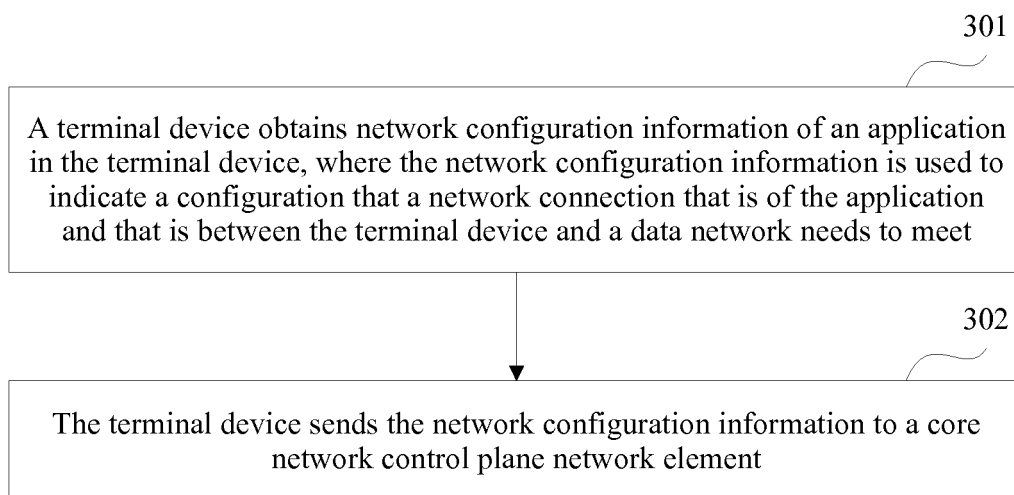 301
A terminal device obtains network configuration information of an application
in the terminal device, where the network configuration information is used to
indicate a configuration that a network connection that is of the application
and that is between the terminal device and a data network needs to meet
302
The terminal device sends the network configuration information to a core
network control plane network element